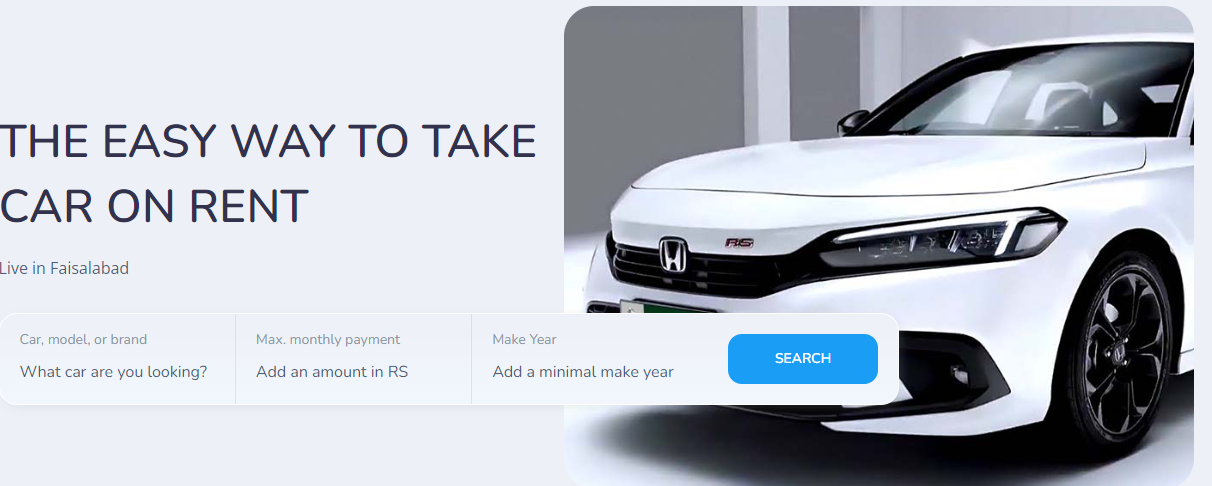 THE EASY WAY TO TAKE
CAR ON RENT
Live in Faisalabad
Car, model, or brand
What car are you looking?
Max. monthly payment
Add an amount in RS
Make Year
Add a minimal make year
SEARCH
RS